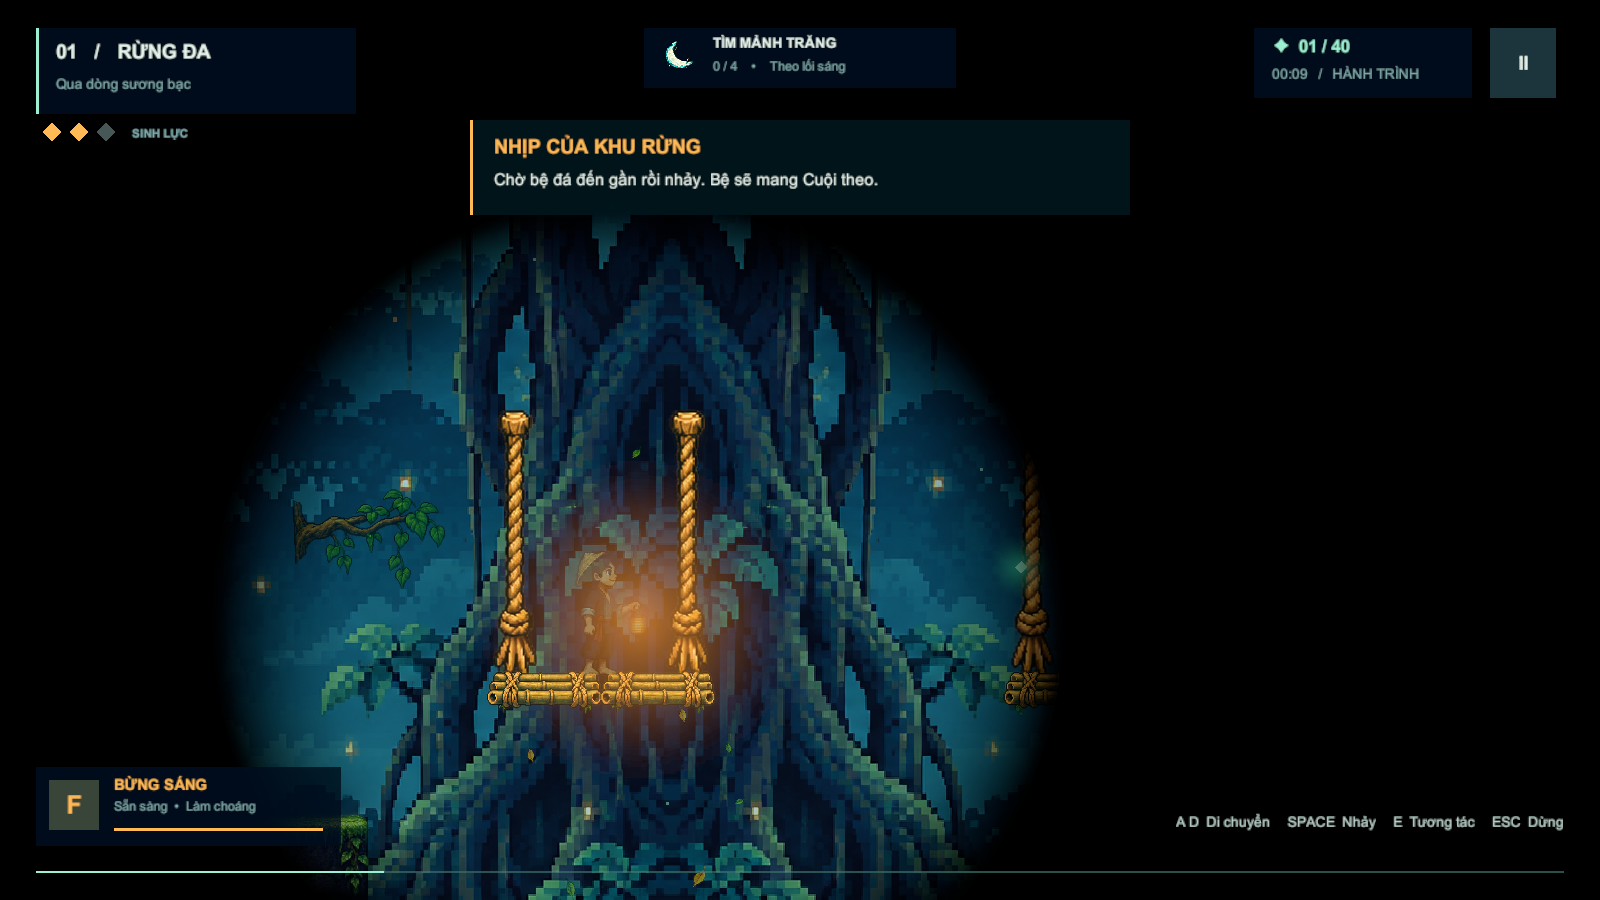 01 / RỪNG ĐA
Qua dòng sương bạc
SINH LỰC
TÌM MẢNH TRĂNG
0 / 4 • Theo lối sáng
01 / 40
00:09 / HÀNH TRÌNH
NHỊP CỦA KHU RỪNG
Chờ bệ đá đến gần rồi nhảy. Bệ sẽ mang Cuội theo.
F
BỪNG SÁNG
Sẵn sàng • Làm choáng
A D Di chuyển SPACE Nhảy E Tương tác ESC Dừng